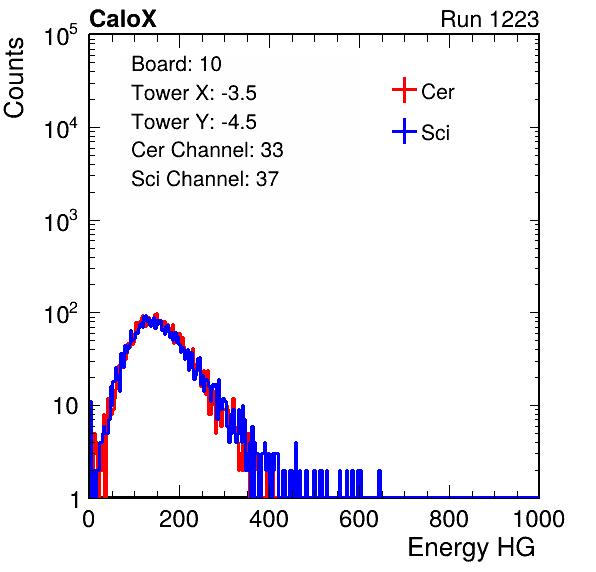 CaloX Run 1223
Counts
10^5
10^4
10^3
10^2
10
1
Board: 10
Tower X: -3.5
Tower Y: -4.5
Cer Channel: 33
Sci Channel: 37
Cer
Sci
0 200 400 600 800 1000
Energy HG